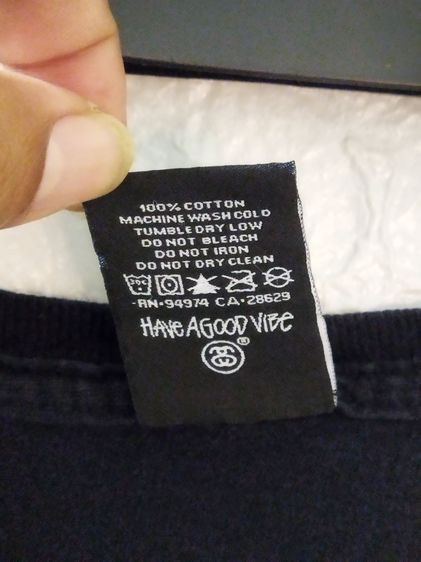 100% COTTON
MACHINE WASH COLD
TUMBLE DRY LOW
DO NOT BLEACH
DO NOT IRON
DO NOT DRY CLEAN
30C
-RN-94974 CA-28629
HAVE A GOOD VIBE
®